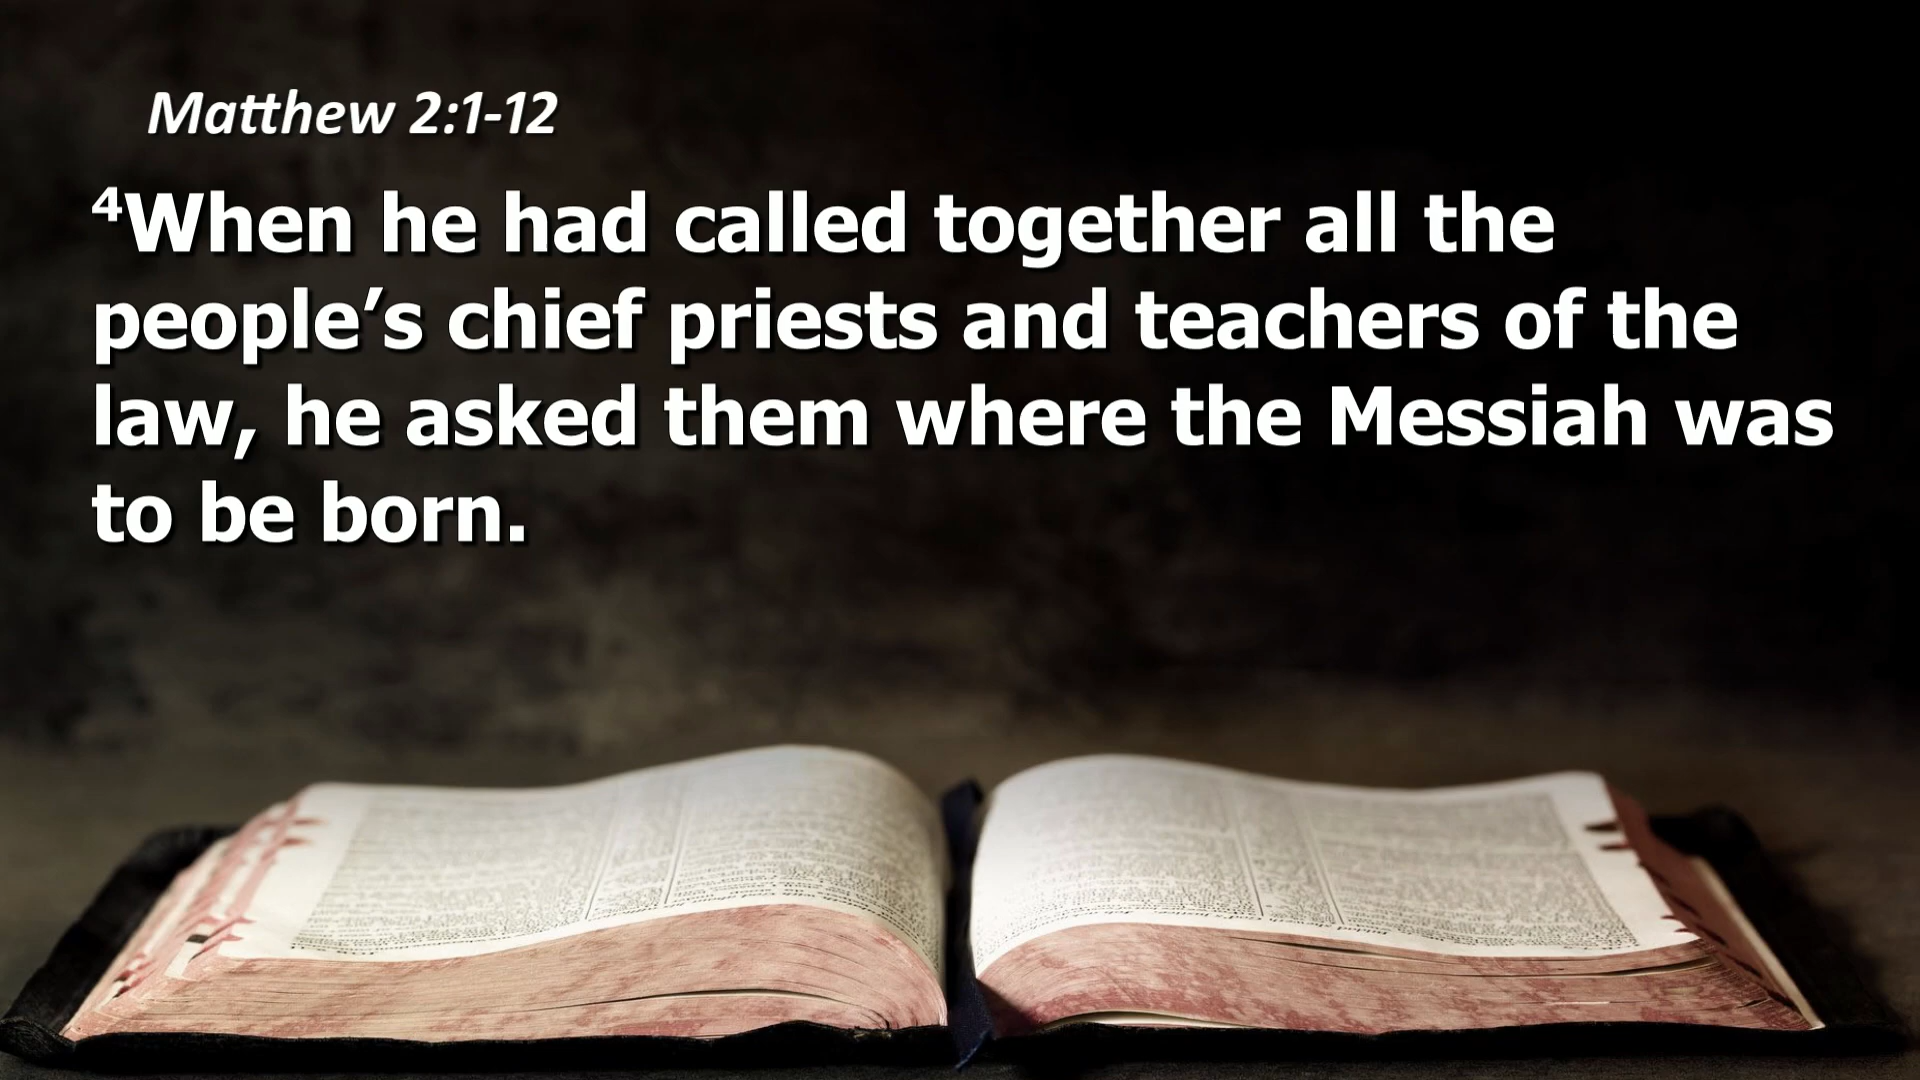 Matthew 2:1-12
⁴When he had called together all the
people’s chief priests and teachers of the
law, he asked them where the Messiah was
to be born.